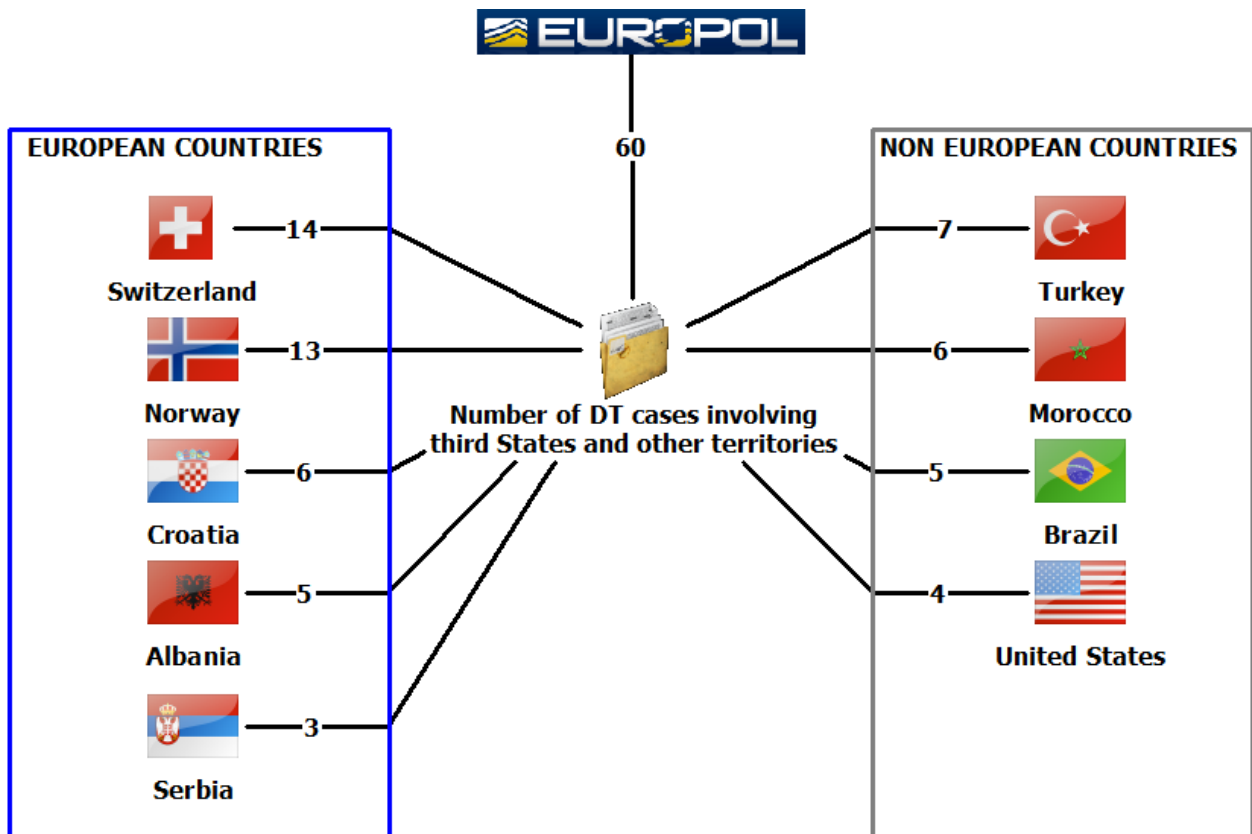 EUROPOL
60
EUROPEAN COUNTRIES
14
Switzerland
13
Norway
6
Croatia
5
Albania
3
Serbia
Number of DT cases involving
third States and other territories
NON EUROPEAN COUNTRIES
7
Turkey
6
Morocco
5
Brazil
4
United States